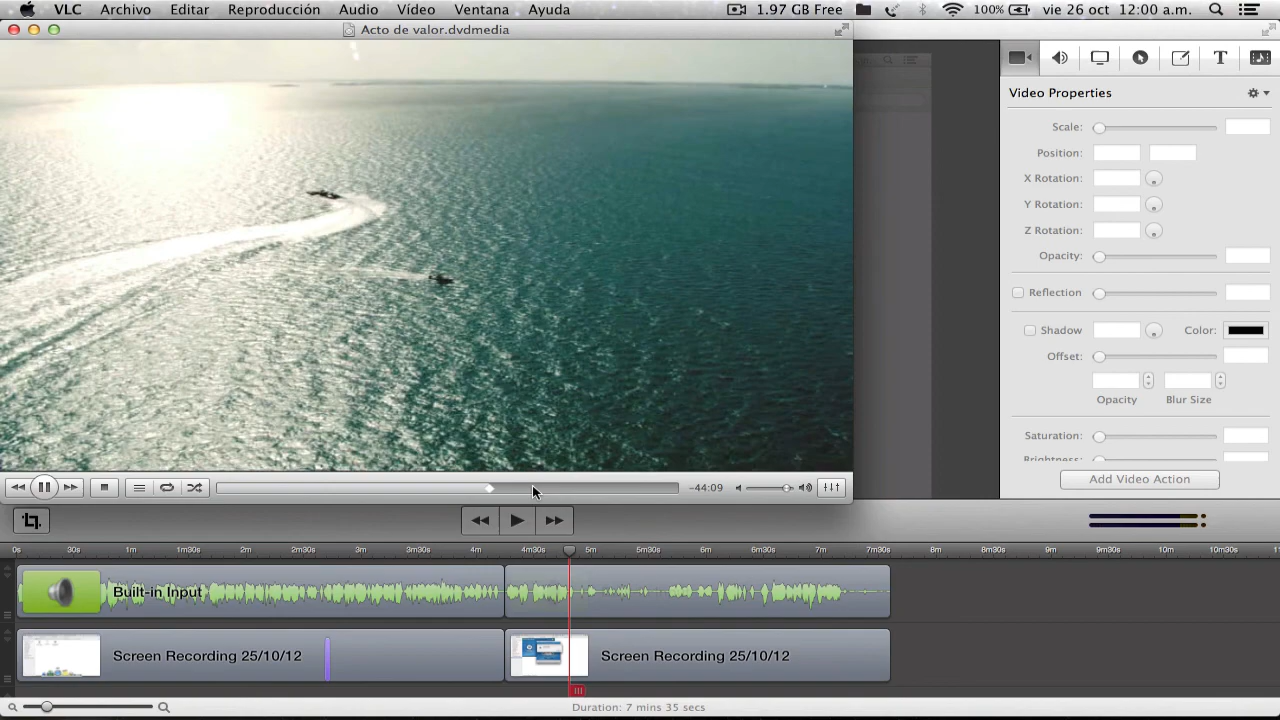 VLC Archivo Editar Reproducción Audio Vídeo Ventana Ayuda 1.97 GB Free 100% vie 26 oct 12:00 a.m.
Acto de valor.dvdmedia
T
Video Properties
Scale:
Position:
X Rotation:
Y Rotation:
Z Rotation:
Opacity:
Reflection
Shadow Color:
Offset:
Opacity Blur Size
Saturation:
Brightness:
Add Video Action
-44:09
0s 30s 1m 1m30s 2m 2m30s 3m 3m30s 4m 4m30s 5m 5m30s 6m 6m30s 7m 7m30s 8m 8m30s 9m 9m30s 10m 10m30s
Built-in Input
Screen Recording 25/10/12 Screen Recording 25/10/12
Duration: 7 mins 35 secs